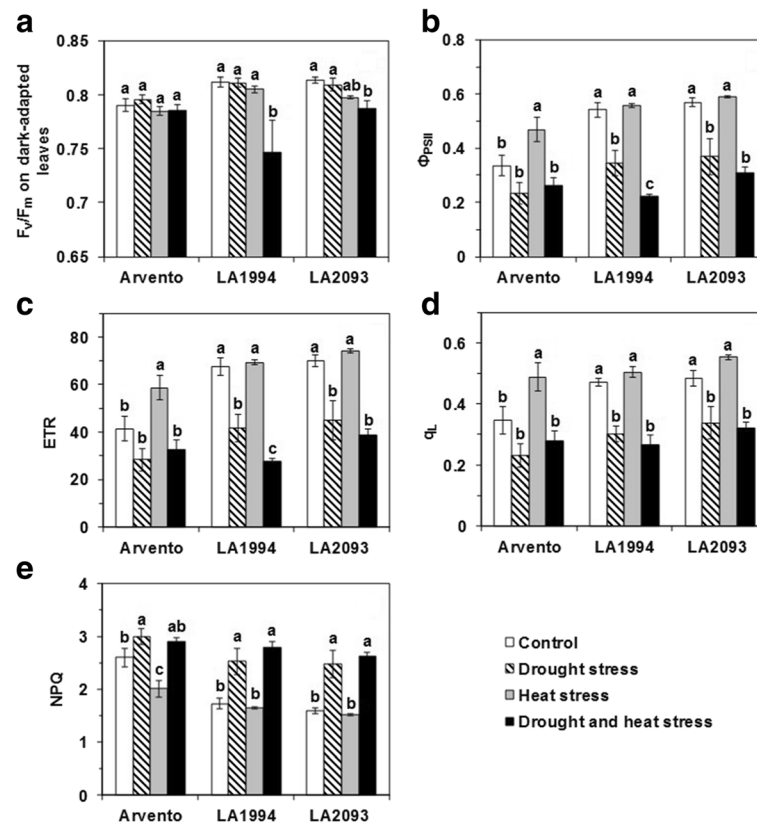 a
b
0.85
0.8
0.75
0.7
0.65
Fv/Fm on dark-adapted
leaves
a a a a
a a a b
a a ab b
Arvento LA1994 LA2093
0.8
0.6
0.4
0.2
0
ΦPSII
b b a b
a b a c
a b a b
Arvento LA1994 LA2093
c
d
80
60
40
20
0
ETR
b b a b
a b a c
a b a b
Arvento LA1994 LA2093
0.6
0.4
0.2
0
qL
b b a b
a b a b
a b a b
Arvento LA1994 LA2093
e
4
3
2
1
0
NPQ
b a c ab
b a b a
b a b a
Arvento LA1994 LA2093
Control
Drought stress
Heat stress
Drought and heat stress